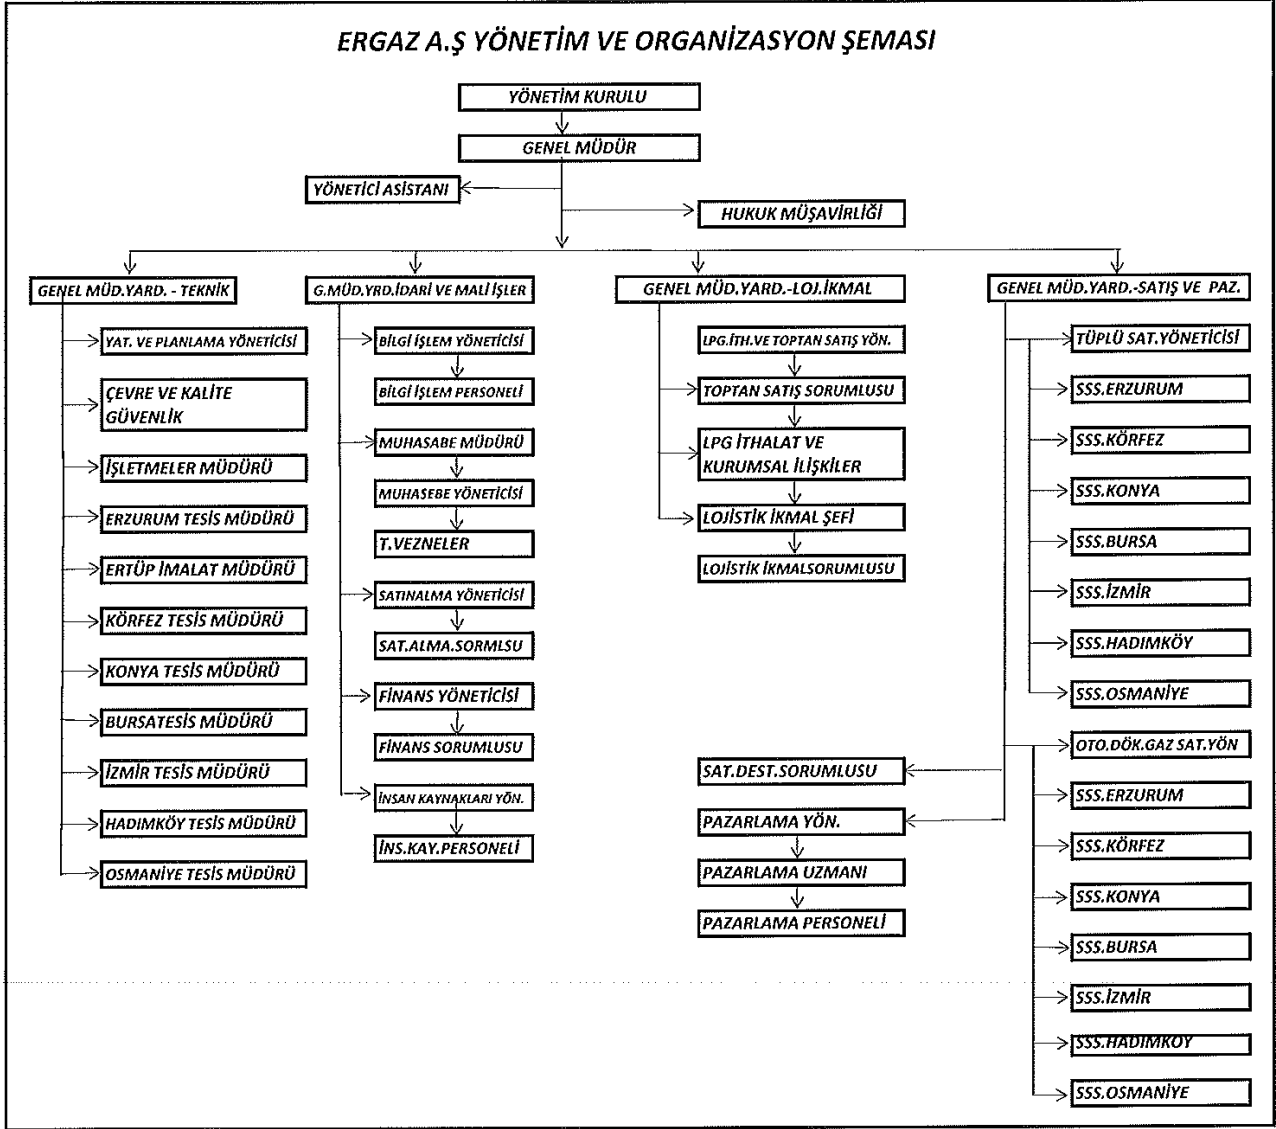 ERGAZ A.Ş YÖNETİM VE ORGANİZASYON ŞEMASI
YÖNETİM KURULU
GENEL MÜDÜR
YÖNETİCİ ASİSTANI
HUKUK MÜŞAVİRLİĞİ
GENEL MÜD.YARD. - TEKNİK
YAT. VE PLANLAMA YÖNETİCİSİ
ÇEVRE VE KALİTE
GÜVENLİK
İŞLETMELER MÜDÜRÜ
ERZURUM TESİS MÜDÜRÜ
ERTÜP İMALAT MÜDÜRÜ
KÖRFEZ TESİS MÜDÜRÜ
KONYA TESİS MÜDÜRÜ
BURSATESİS MÜDÜRÜ
İZMİR TESİS MÜDÜRÜ
HADIMKÖY TESİS MÜDÜRÜ
OSMANİYE TESİS MÜDÜRÜ
G.MÜD.YRD.İDARİ VE MALİ İŞLER
BİLGİ İŞLEM YÖNETİCİSİ
BİLGİ İŞLEM PERSONELİ
MUHASABE MÜDÜRÜ
MUHASEBE YÖNETİCİSİ
T.VEZNELER
SATINALMA YÖNETİCİSİ
SAT.ALMA.SORMLSU
FİNANS YÖNETİCİSİ
FİNANS SORUMLUSU
İNSAN KAYNAKLARI YÖN.
İNS.KAY.PERSONELİ
GENEL MÜD.YARD.-LOJ.İKMAL
LPG.İTH.VE TOPTAN SATIŞ YÖN.
TOPTAN SATIŞ SORUMLUSU
LPG İTHALAT VE
KURUMSAL İLİŞKİLER
LOJİSTİK İKMAL ŞEFİ
LOJİSTİK İKMALSORUMLUSU
GENEL MÜD.YARD.-SATIŞ VE PAZ.
TÜPLÜ SAT.YÖNETİCİSİ
SSS.ERZURUM
SSS.KÖRFEZ
SSS.KONYA
SSS.BURSA
SSS.İZMİR
SSS.HADIMKÖY
SSS.OSMANİYE
OTO.DÖK.GAZ SAT.YÖN
SSS.ERZURUM
SSS.KÖRFEZ
SSS.KONYA
SSS.BURSA
SSS.İZMİR
SSS.HADIMKOY
SSS.OSMANİYE
SAT.DEST.SORUMLUSU
PAZARLAMA YÖN.
PAZARLAMA UZMANI
PAZARLAMA PERSONELİ